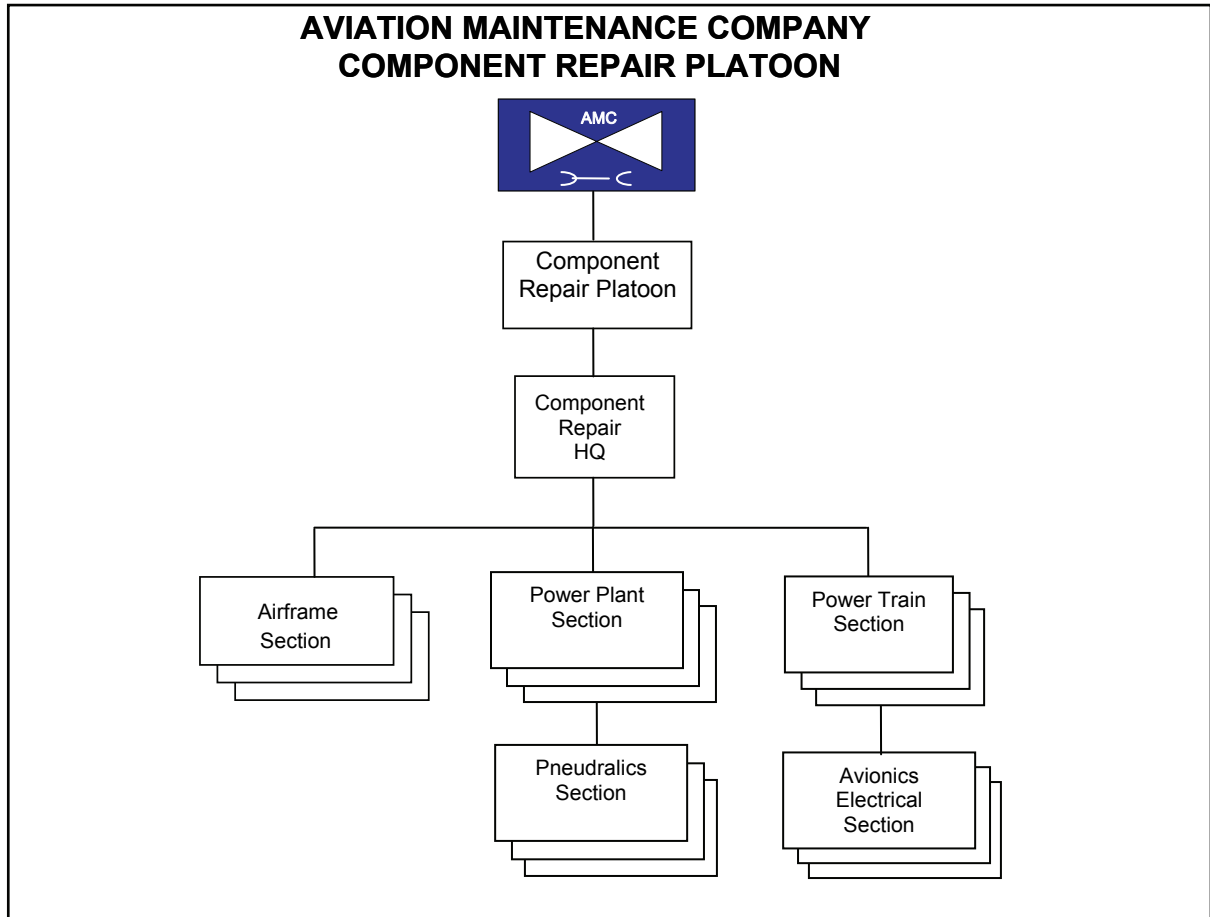 AVIATION MAINTENANCE COMPANY
COMPONENT REPAIR PLATOON
AMC
Component
Repair Platoon
Component
Repair
HQ
Airframe
Section
Power Plant
Section
Power Train
Section
Pneudralics
Section
Avionics
Electrical
Section